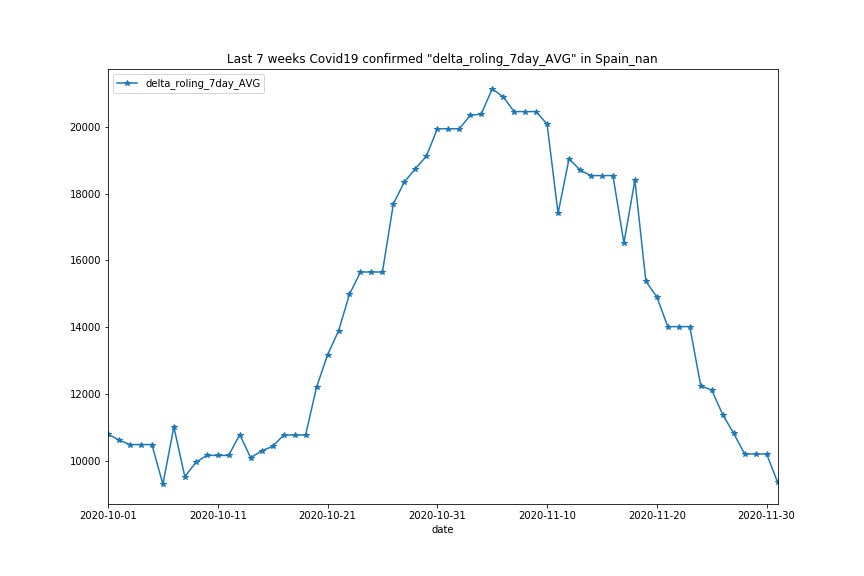 Last 7 weeks Covid19 confirmed "delta_roling_7day_AVG" in Spain_nan
delta_roling_7day_AVG
20000
18000
16000
14000
12000
10000
2020-10-01 2020-10-11 2020-10-21 2020-10-31 2020-11-10 2020-11-20 2020-11-30
date